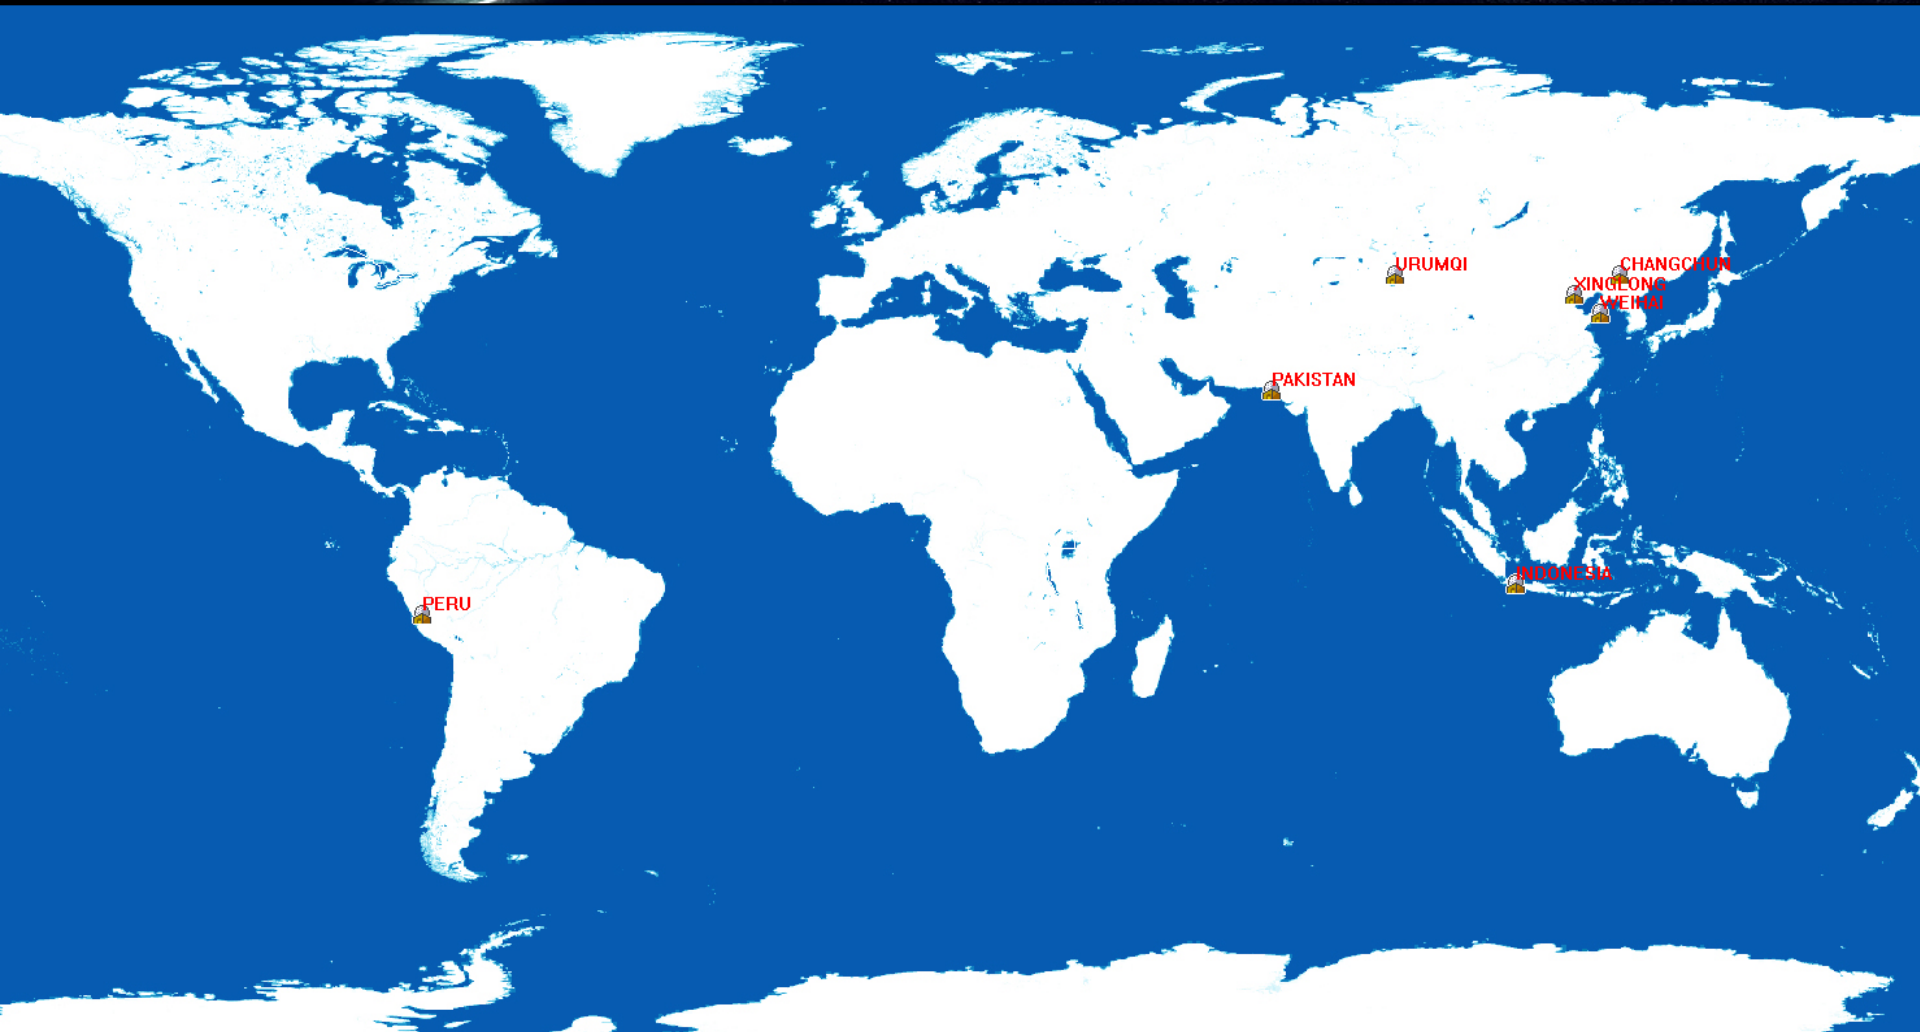 URUMQI
CHANGCHUN
XINGLONG
WEIHAI
PAKISTAN
INDONESIA
PERU